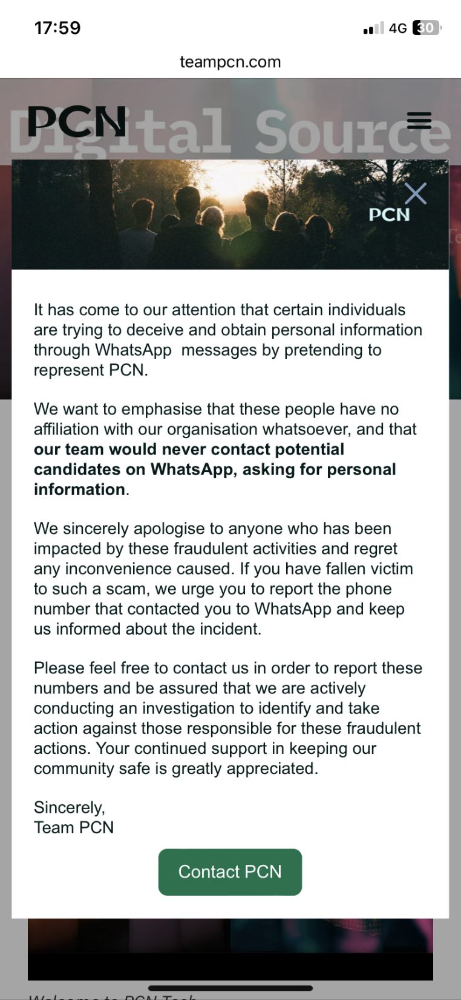 17:59
4G 30
teampcn.com
Digital Source
PCN
PCN
It has come to our attention that certain individuals
are trying to deceive and obtain personal information
through WhatsApp  messages by pretending to
represent PCN.
We want to emphasise that these people have no
affiliation with our organisation whatsoever, and that
our team would never contact potential
candidates on WhatsApp, asking for personal
information.
We sincerely apologise to anyone who has been
impacted by these fraudulent activities and regret
any inconvenience caused. If you have fallen victim
to such a scam, we urge you to report the phone
number that contacted you to WhatsApp and keep
us informed about the incident.
Please feel free to contact us in order to report these
numbers and be assured that we are actively
conducting an investigation to identify and take
action against those responsible for these fraudulent
actions. Your continued support in keeping our
community safe is greatly appreciated.
Sincerely,
Team PCN
Contact PCN
Welcome to PCN Tech